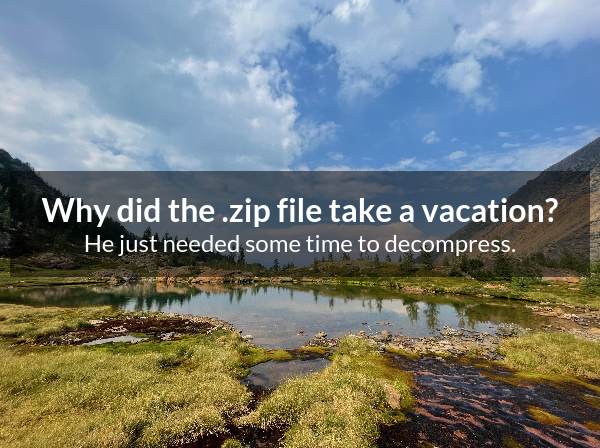 Why did the .zip file take a vacation?
He just needed some time to decompress.